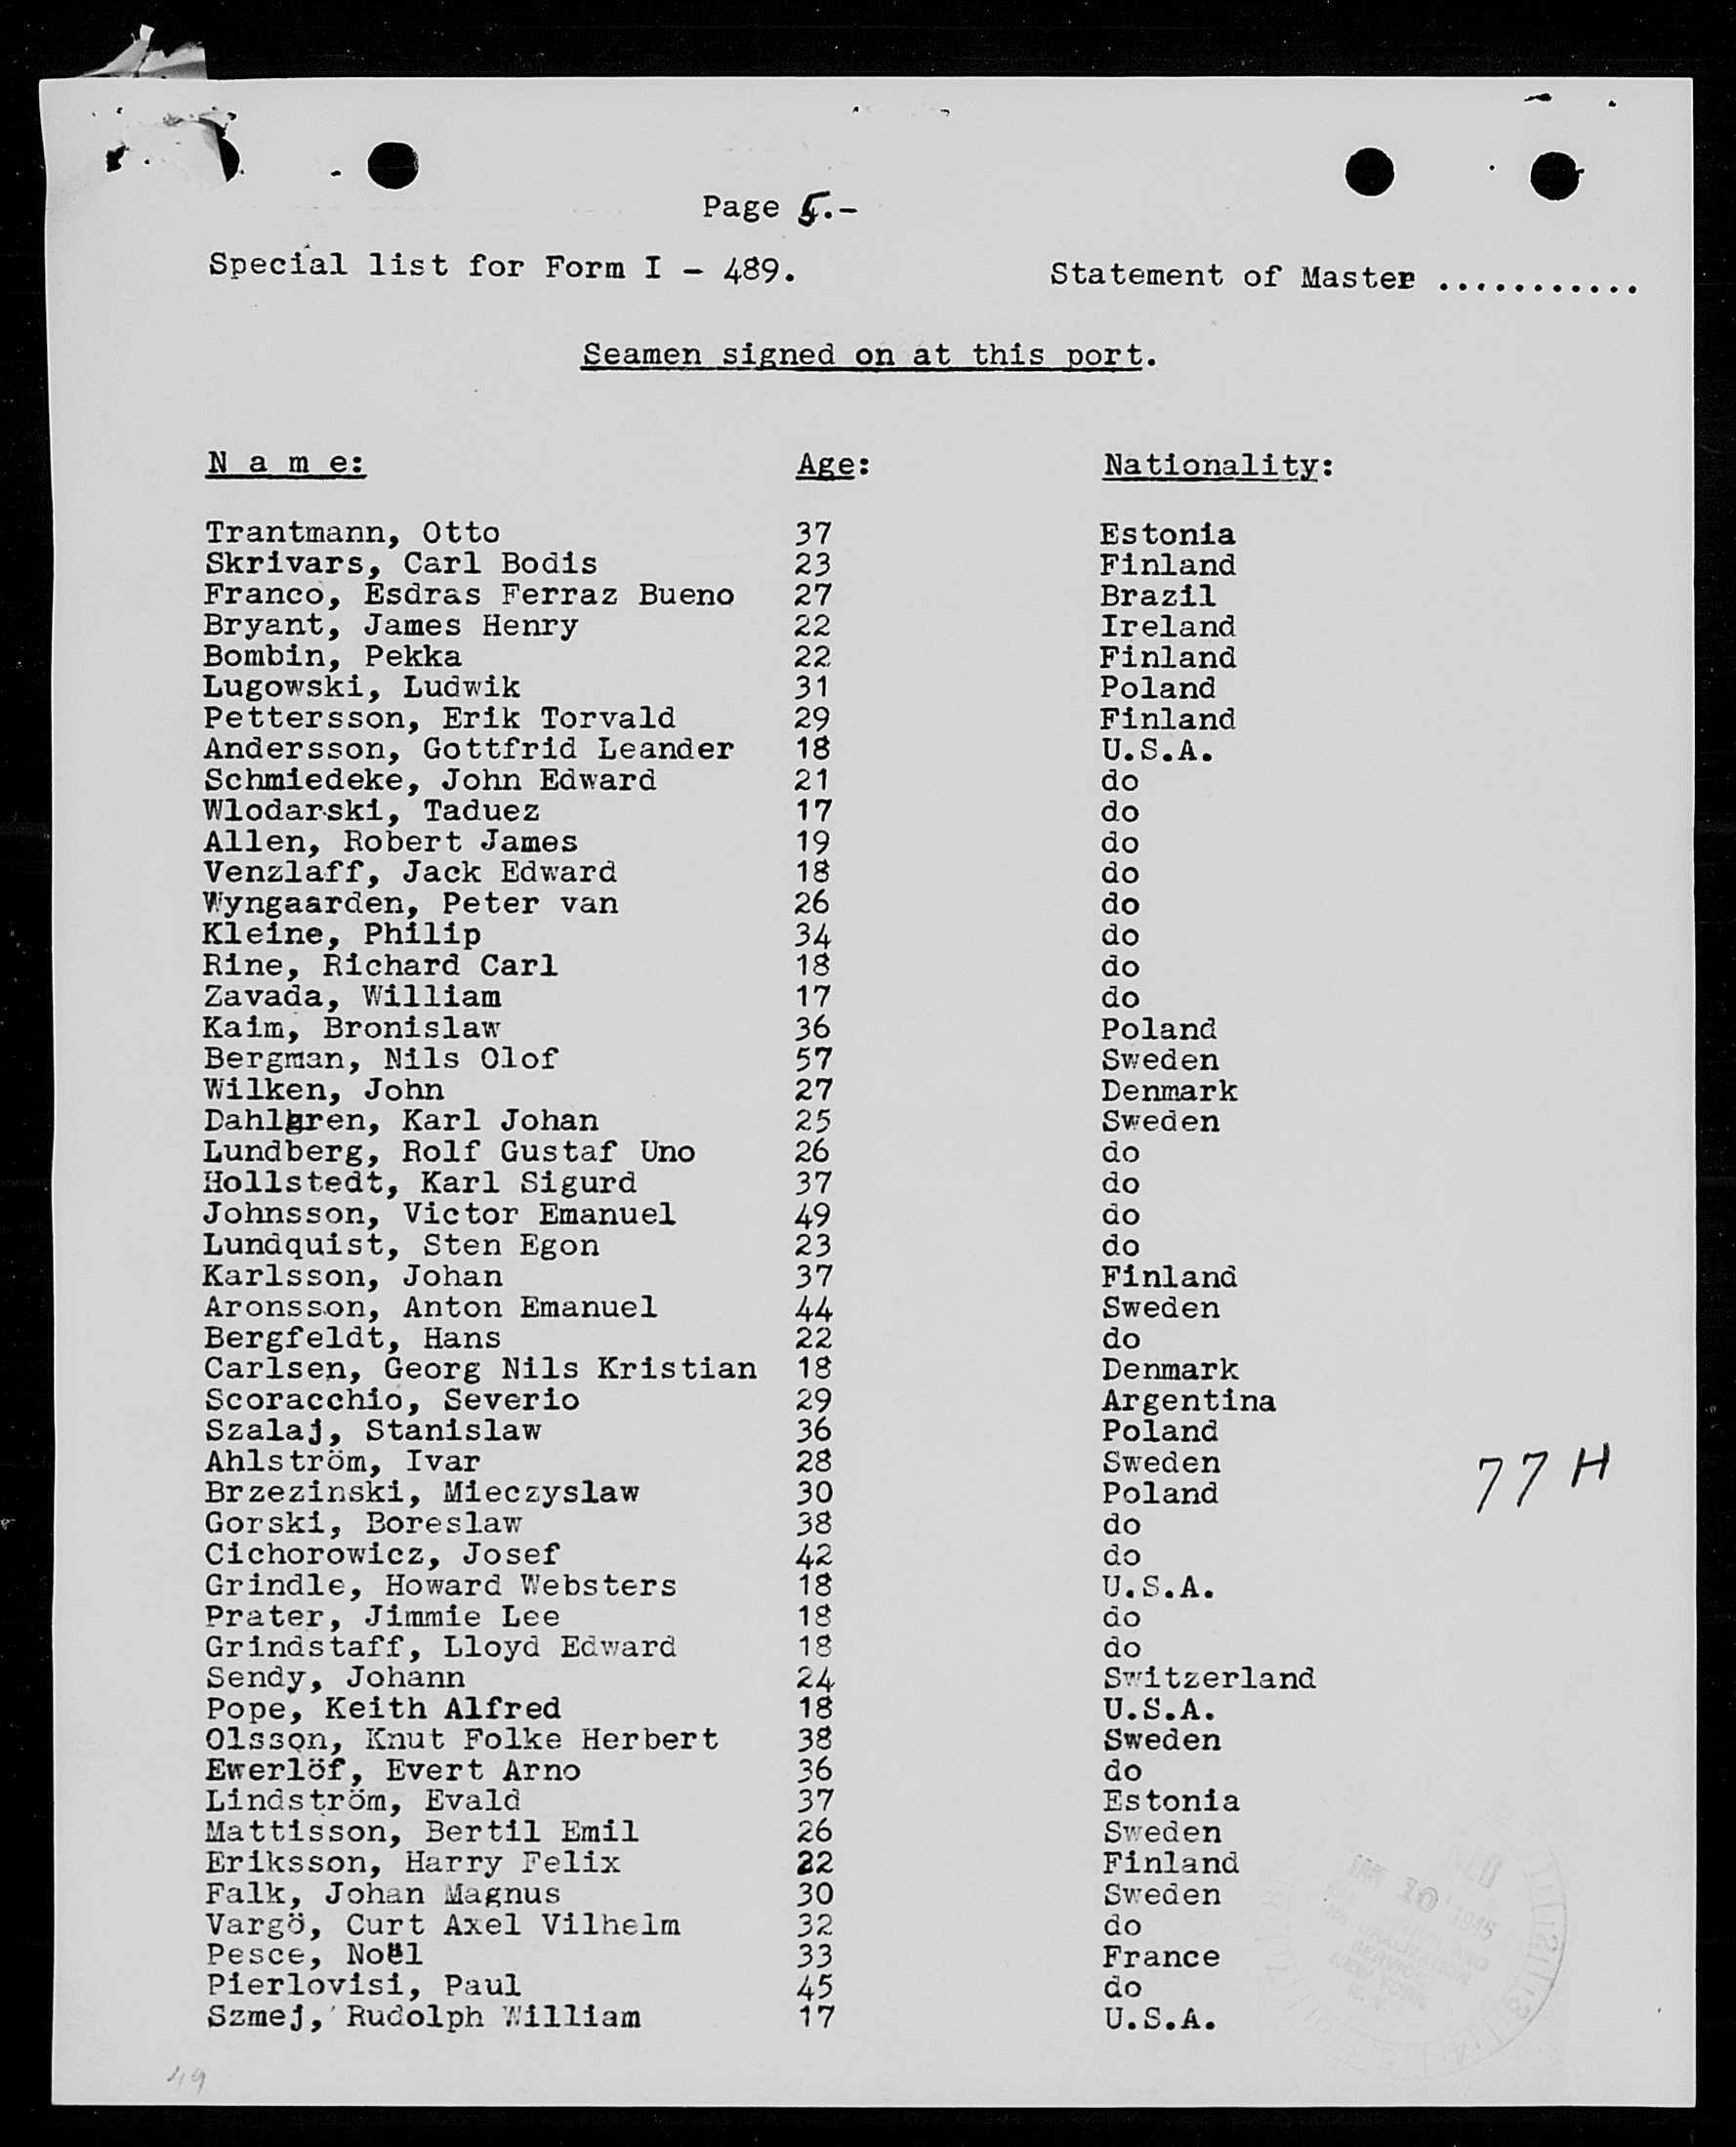 Page 5.-
Special list for Form I - 489.
Statement of Master ...........
Seamen signed on at this port.
N a m e: Age: Nationality:
Trantmann, Otto 37 Estonia
Skrivars, Carl Bodis 23 Finland
Franco, Esdras Ferraz Bueno 27 Brazil
Bryant, James Henry 22 Ireland
Bombin, Pekka 22 Finland
Lugowski, Ludwik 31 Poland
Pettersson, Erik Torvald 29 Finland
Andersson, Gottfrid Leander 18 U.S.A.
Schmiedeke, John Edward 21 do
Wlodarski, Taduez 17 do
Allen, Robert James 19 do
Venzlaff, Jack Edward 18 do
Wyngaarden, Peter van 26 do
Kleine, Philip 34 do
Rine, Richard Carl 18 do
Zavada, William 17 do
Kaim, Bronislaw 36 Poland
Bergman, Nils Olof 57 Sweden
Wilken, John 27 Denmark
Dahlgren, Karl Johan 25 Sweden
Lundberg, Rolf Gustaf Uno 26 do
Hollstedt, Karl Sigurd 37 do
Johnsson, Victor Emanuel 49 do
Lundquist, Sten Egon 23 do
Karlsson, Johan 37 Finland
Aronsson, Anton Emanuel 44 Sweden
Bergfeldt, Hans 22 do
Carlsen, Georg Nils Kristian 18 Denmark
Scoracchio, Severio 29 Argentina
Szalaj, Stanislaw 36 Poland
Ahlström, Ivar 28 Sweden
77 H
Brzezinski, Mieczyslaw 30 Poland
Gorski, Boreslaw 38 do
Cichorowicz, Josef 42 do
Grindle, Howard Websters 18 U.S.A.
Prater, Jimmie Lee 18 do
Grindstaff, Lloyd Edward 18 do
Sendy, Johann 24 Switzerland
Pope, Keith Alfred 18 U.S.A.
Olsson, Knut Folke Herbert 38 Sweden
Ewerlöf, Evert Arno 36 do
Lindström, Evald 37 Estonia
Mattisson, Bertil Emil 26 Sweden
Eriksson, Harry Felix 22 Finland
Falk, Johan Magnus 30 Sweden
Vargö, Curt Axel Vilhelm 32 do
Pesce, Noël 33 France
Pierlovisi, Paul 45 do
Szmej, Rudolph William 17 U.S.A.
JAN 10 1945
SERVICE
NEW YORK
49